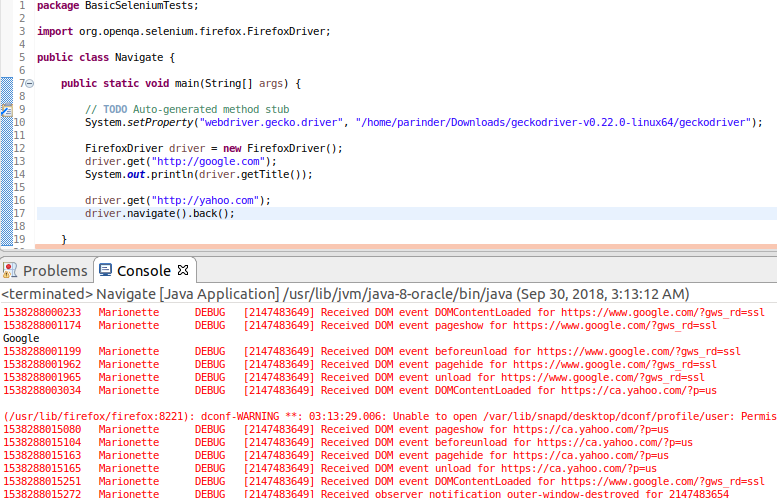 1 package BasicSeleniumTests;
2
3 import org.openqa.selenium.firefox.FirefoxDriver;
4
5 public class Navigate {
6
7 public static void main(String[] args) {
8
9 // TODO Auto-generated method stub
10 System.setProperty("webdriver.gecko.driver", "/home/parinder/Downloads/geckodriver-v0.22.0-linux64/geckodriver");
11
12 FirefoxDriver driver = new FirefoxDriver();
13 driver.get("http://google.com");
14 System.out.println(driver.getTitle());
15
16 driver.get("http://yahoo.com");
17 driver.navigate().back();
18
19 }
Problems Console
<terminated> Navigate [Java Application] /usr/lib/jvm/java-8-oracle/bin/java (Sep 30, 2018, 3:13:12 AM)
1538288000233 Marionette DEBUG [2147483649] Received DOM event DOMContentLoaded for https://www.google.com/?gws_rd=ssl
1538288001174 Marionette DEBUG [2147483649] Received DOM event pageshow for https://www.google.com/?gws_rd=ssl
Google
1538288001199 Marionette DEBUG [2147483649] Received DOM event beforeunload for https://www.google.com/?gws_rd=ssl
1538288001962 Marionette DEBUG [2147483649] Received DOM event pagehide for https://www.google.com/?gws_rd=ssl
1538288001965 Marionette DEBUG [2147483649] Received DOM event unload for https://www.google.com/?gws_rd=ssl
1538288003034 Marionette DEBUG [2147483649] Received DOM event DOMContentLoaded for https://ca.yahoo.com/?p=us
(/usr/lib/firefox/firefox:8221): dconf-WARNING **: 03:13:29.006: Unable to open /var/lib/snapd/desktop/dconf/profile/user: Permis
1538288015080 Marionette DEBUG [2147483649] Received DOM event pageshow for https://ca.yahoo.com/?p=us
1538288015104 Marionette DEBUG [2147483649] Received DOM event beforeunload for https://ca.yahoo.com/?p=us
1538288015163 Marionette DEBUG [2147483649] Received DOM event pagehide for https://ca.yahoo.com/?p=us
1538288015165 Marionette DEBUG [2147483649] Received DOM event unload for https://ca.yahoo.com/?p=us
1538288015251 Marionette DEBUG [2147483649] Received DOM event DOMContentLoaded for https://www.google.com/?gws_rd=ssl
1538288015272 Marionette DEBUG [2147483649] Received observer notification outer-window-destroyed for 2147483654